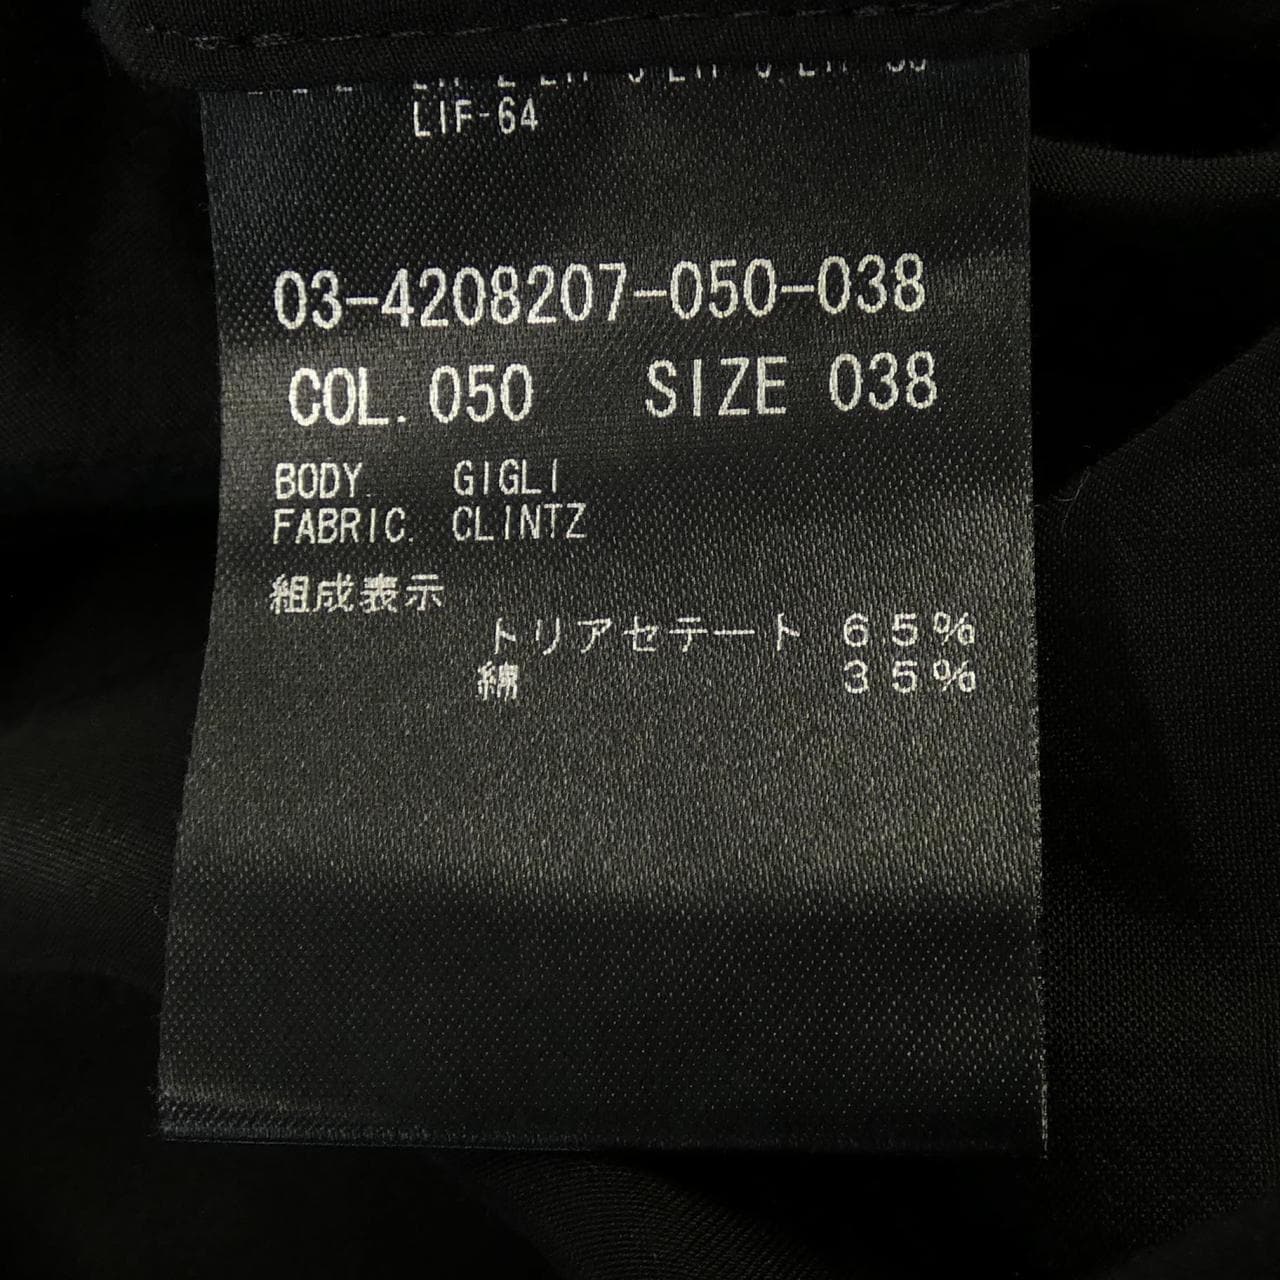 LIF-64
03-4208207-050-038
COL. 050 SIZE 038
BODY. GIGLI
FABRIC. CLINTZ
組成表示
トリアセテート 65%
綿 35%